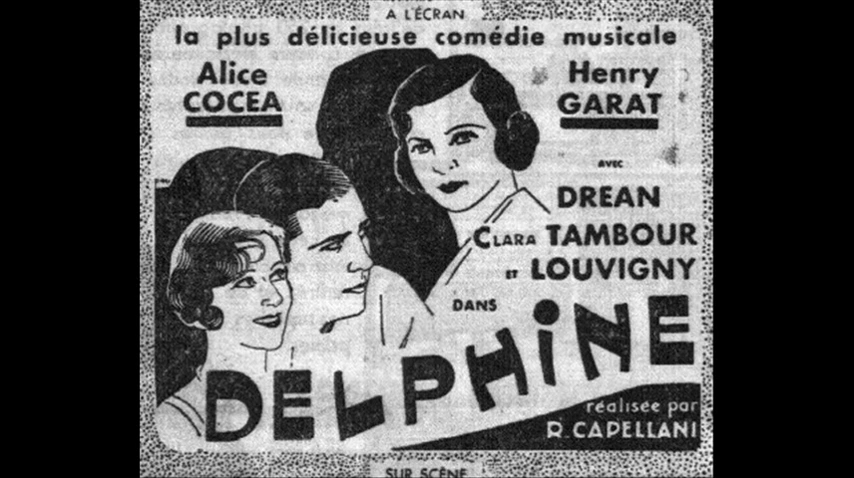 A L'ÉCRAN
la plus délicieuse comédie musicale
Alice
COCEA
Henry
GARAT
avec
DREAN
CLARA TAMBOUR
ET LOUVIGNY
DANS
DELPHINE
réalisée par
R. CAPELLANI
SUR SCÈNE